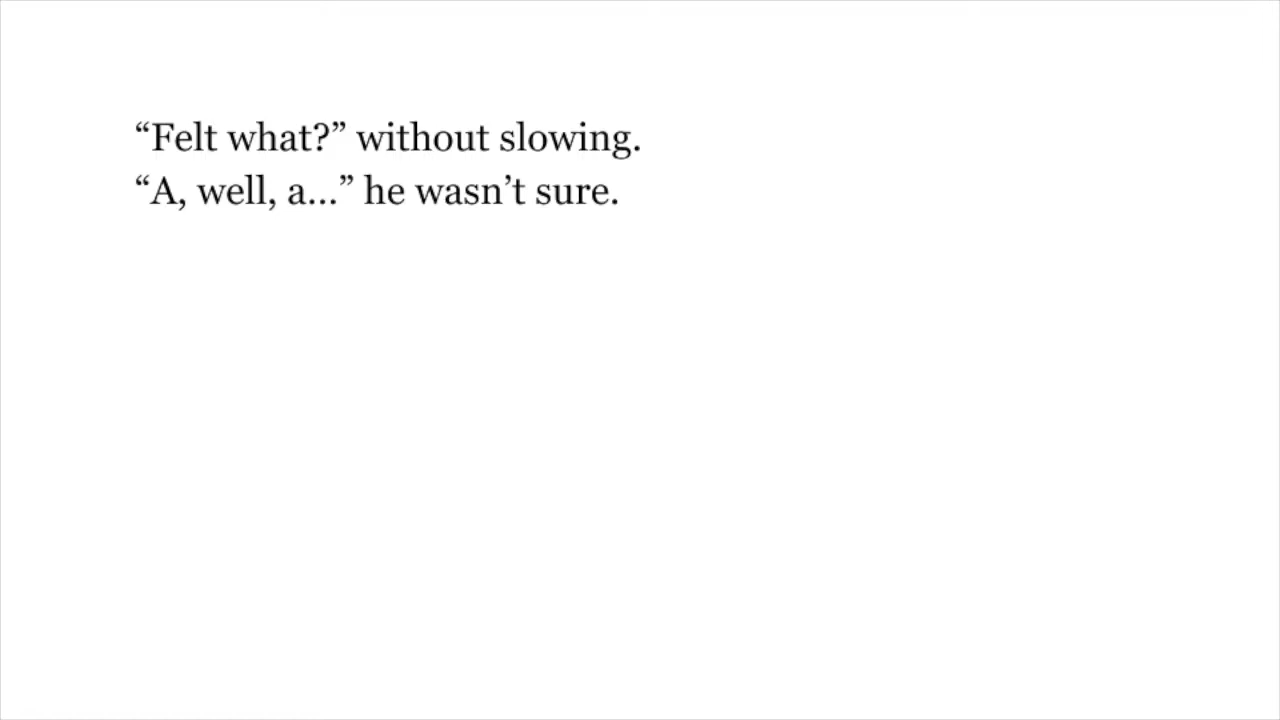 “Felt what?” without slowing.
“A, well, a...” he wasn’t sure.